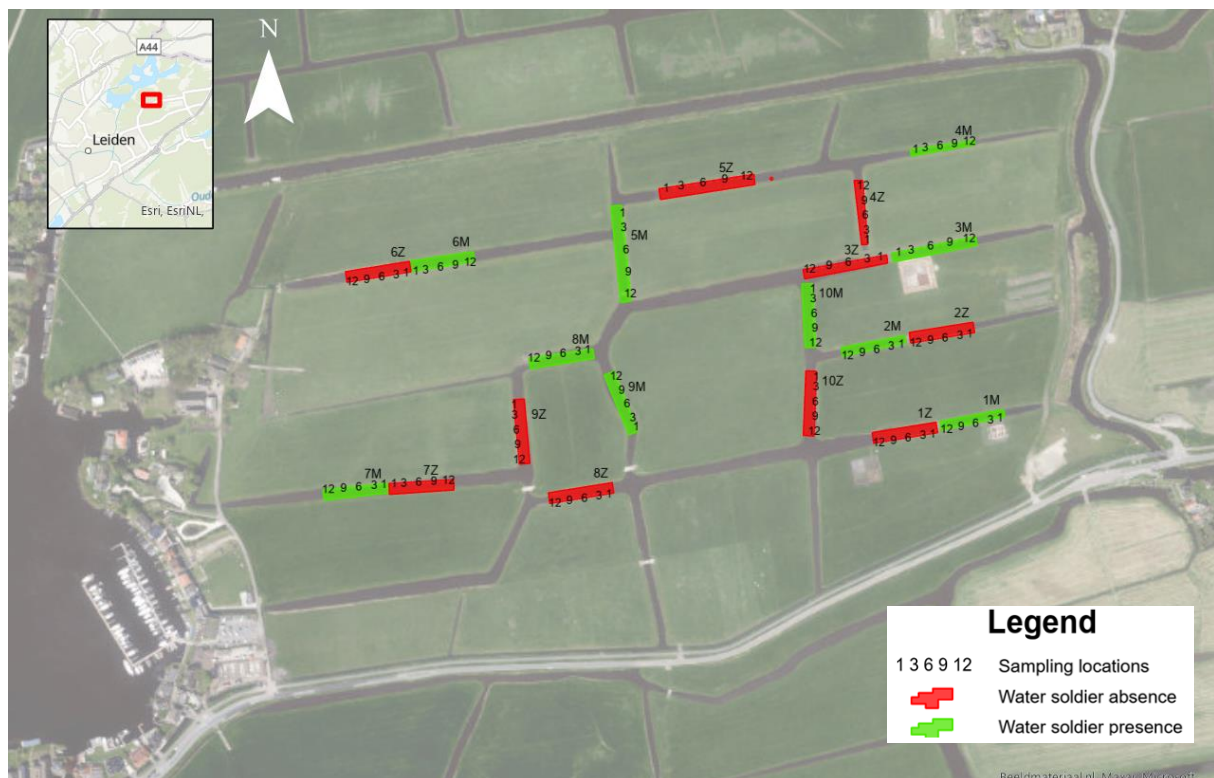 N
A44
Leiden
Oude
Esri, EsriNL,
4M
1 3 6 9 12
5Z
1 3 6 9 12
12
9
6
3
1
4Z
1
3
6
9
12
5M
6Z
12 9 6 3 1
6M
1 3 6 9 12
3M
1 3 6 9 12
3Z
12 9 6 3 1
1
3
6
9
12
10M
2Z
12 9 6 3 1
2M
12 9 6 3 1
8M
12 9 6 3 1
12
9
6
3
1
9M
1
3
6
9
12
10Z
1
3
6
9
12
9Z
1M
12 9 6 3 1
1Z
12 9 6 3 1
7M
12 9 6 3 1
7Z
1 3 6 9 12
8Z
12 9 6 3 1
Legend
1 3 6 9 12 Sampling locations
Water soldier absence
Water soldier presence
Beeldmateriaal.nl, Maxar, Microsoft